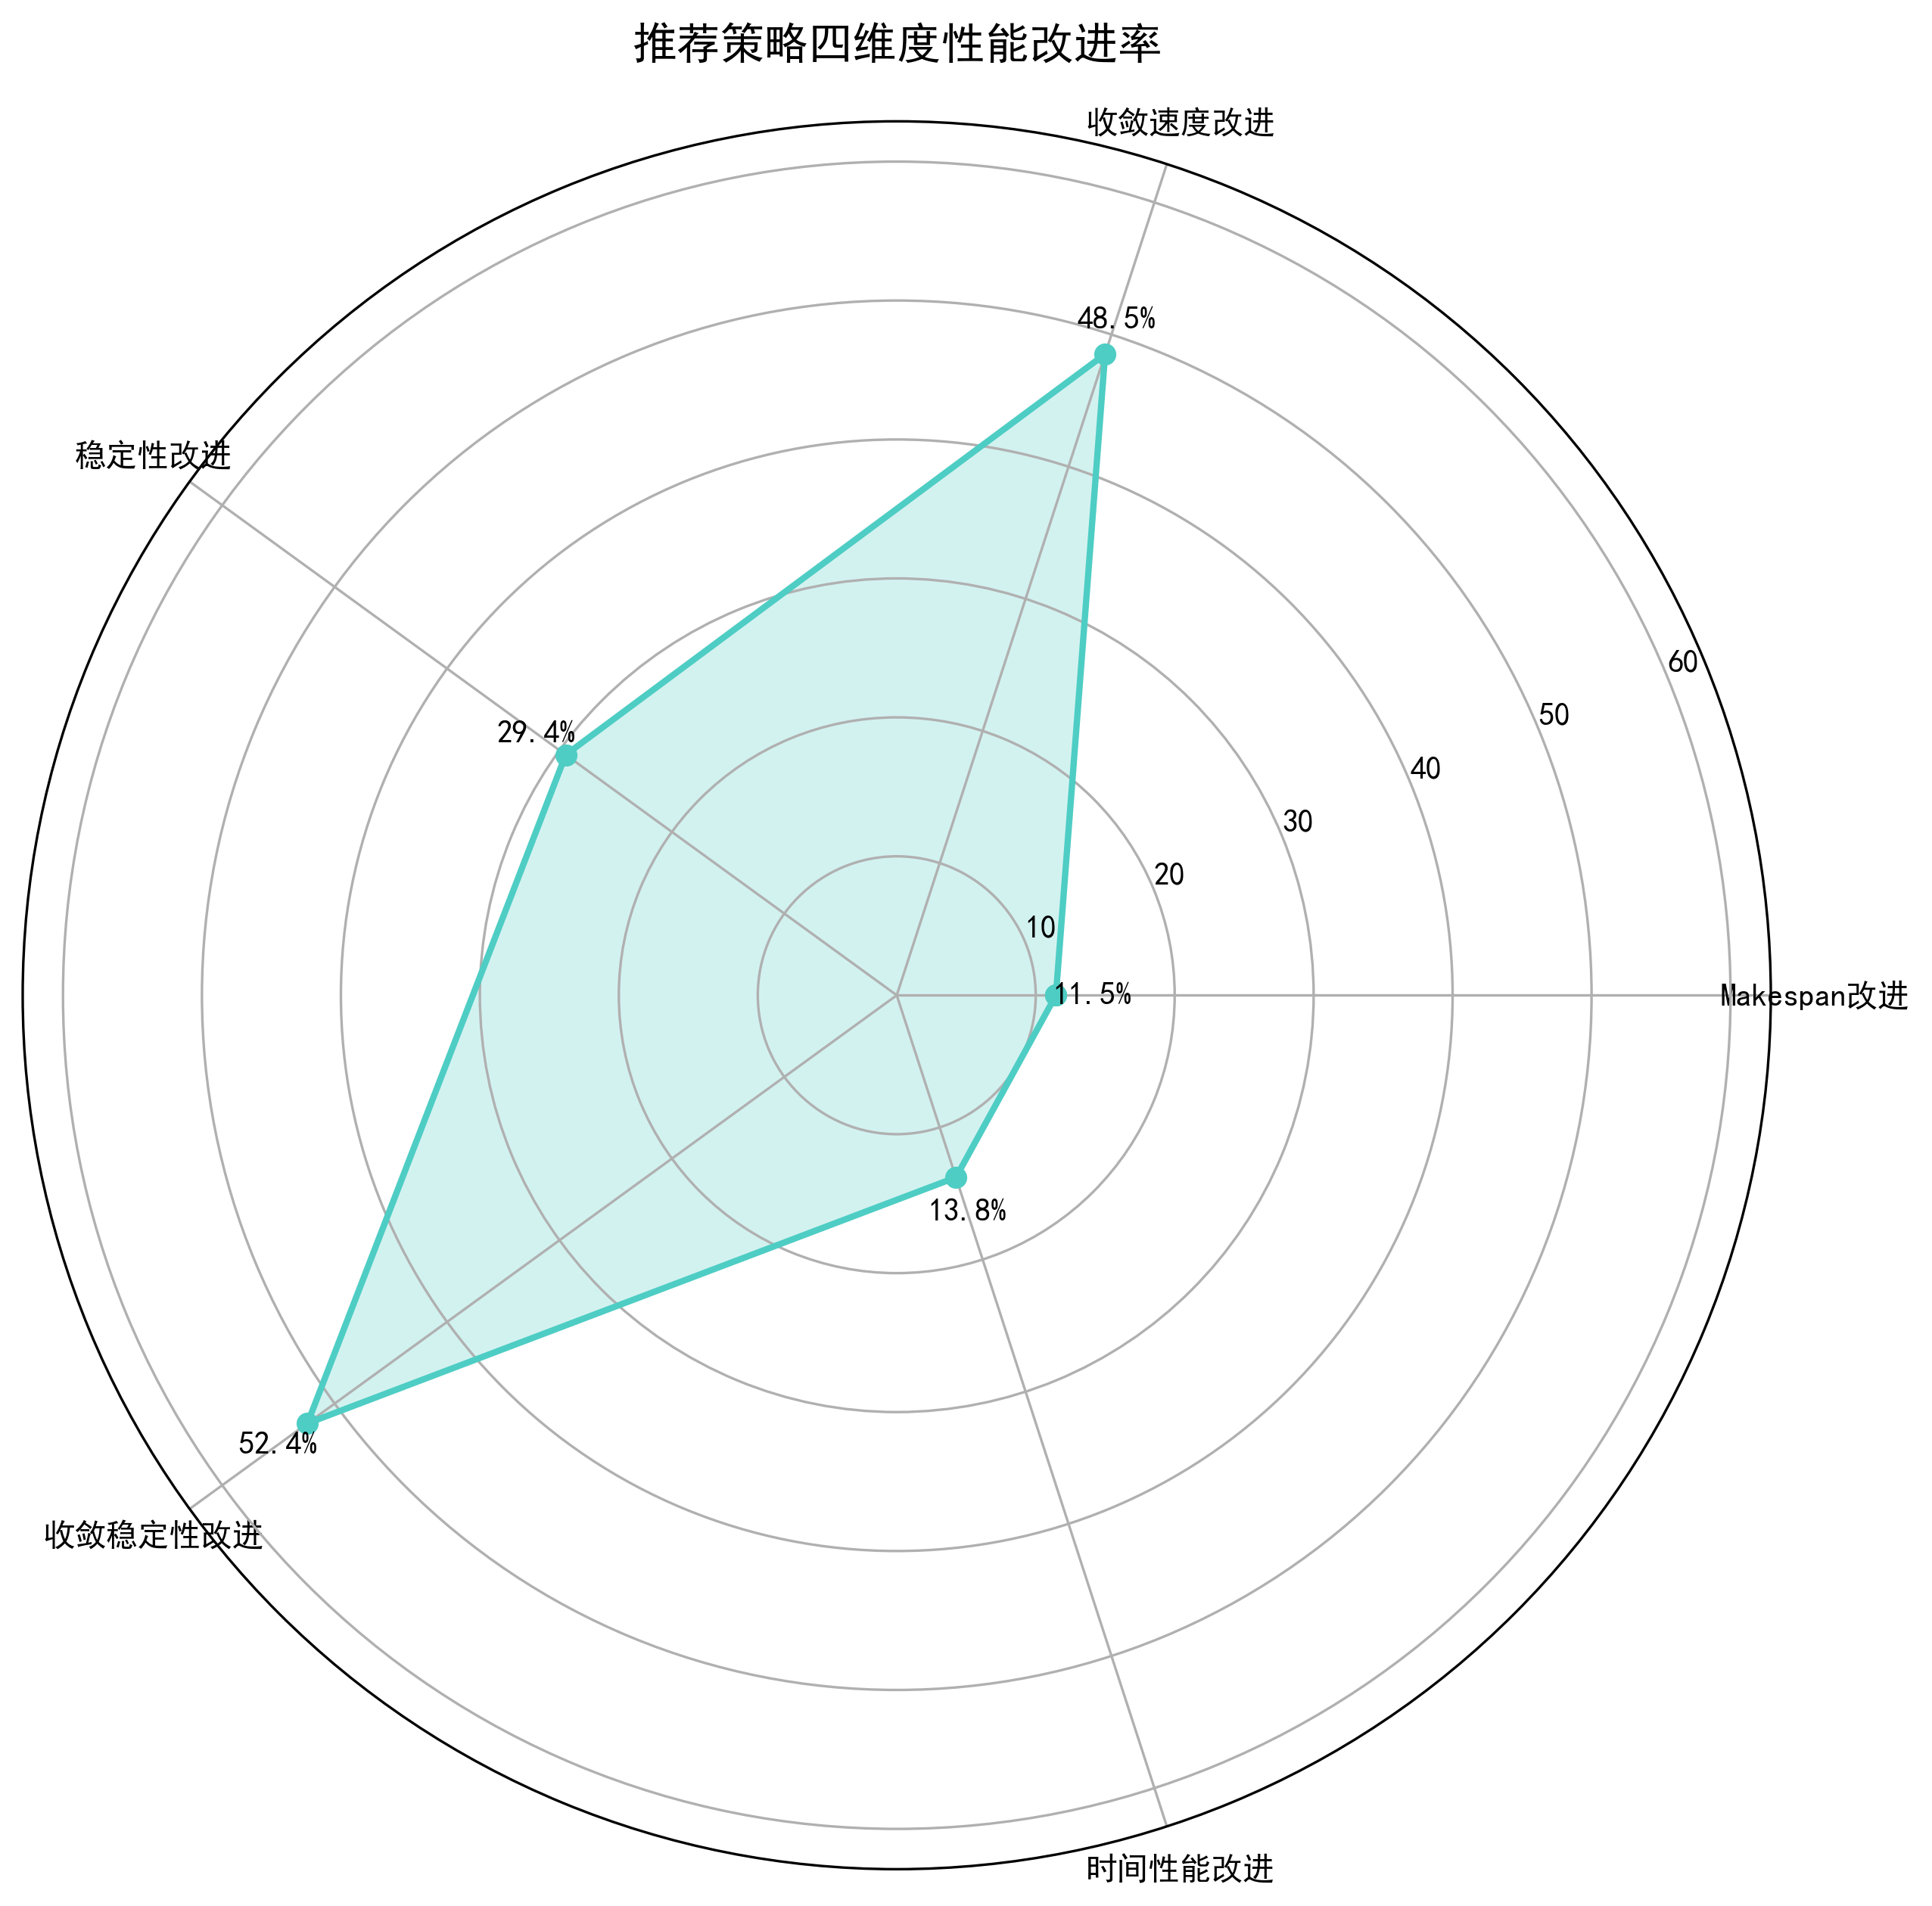 推荐策略四维度性能改进率
收敛速度改进
48.5%
稳定性改进
60
50
29.4%
40
30
20
10
11.5%
Makespan改进
13.8%
52.4%
收敛稳定性改进
时间性能改进